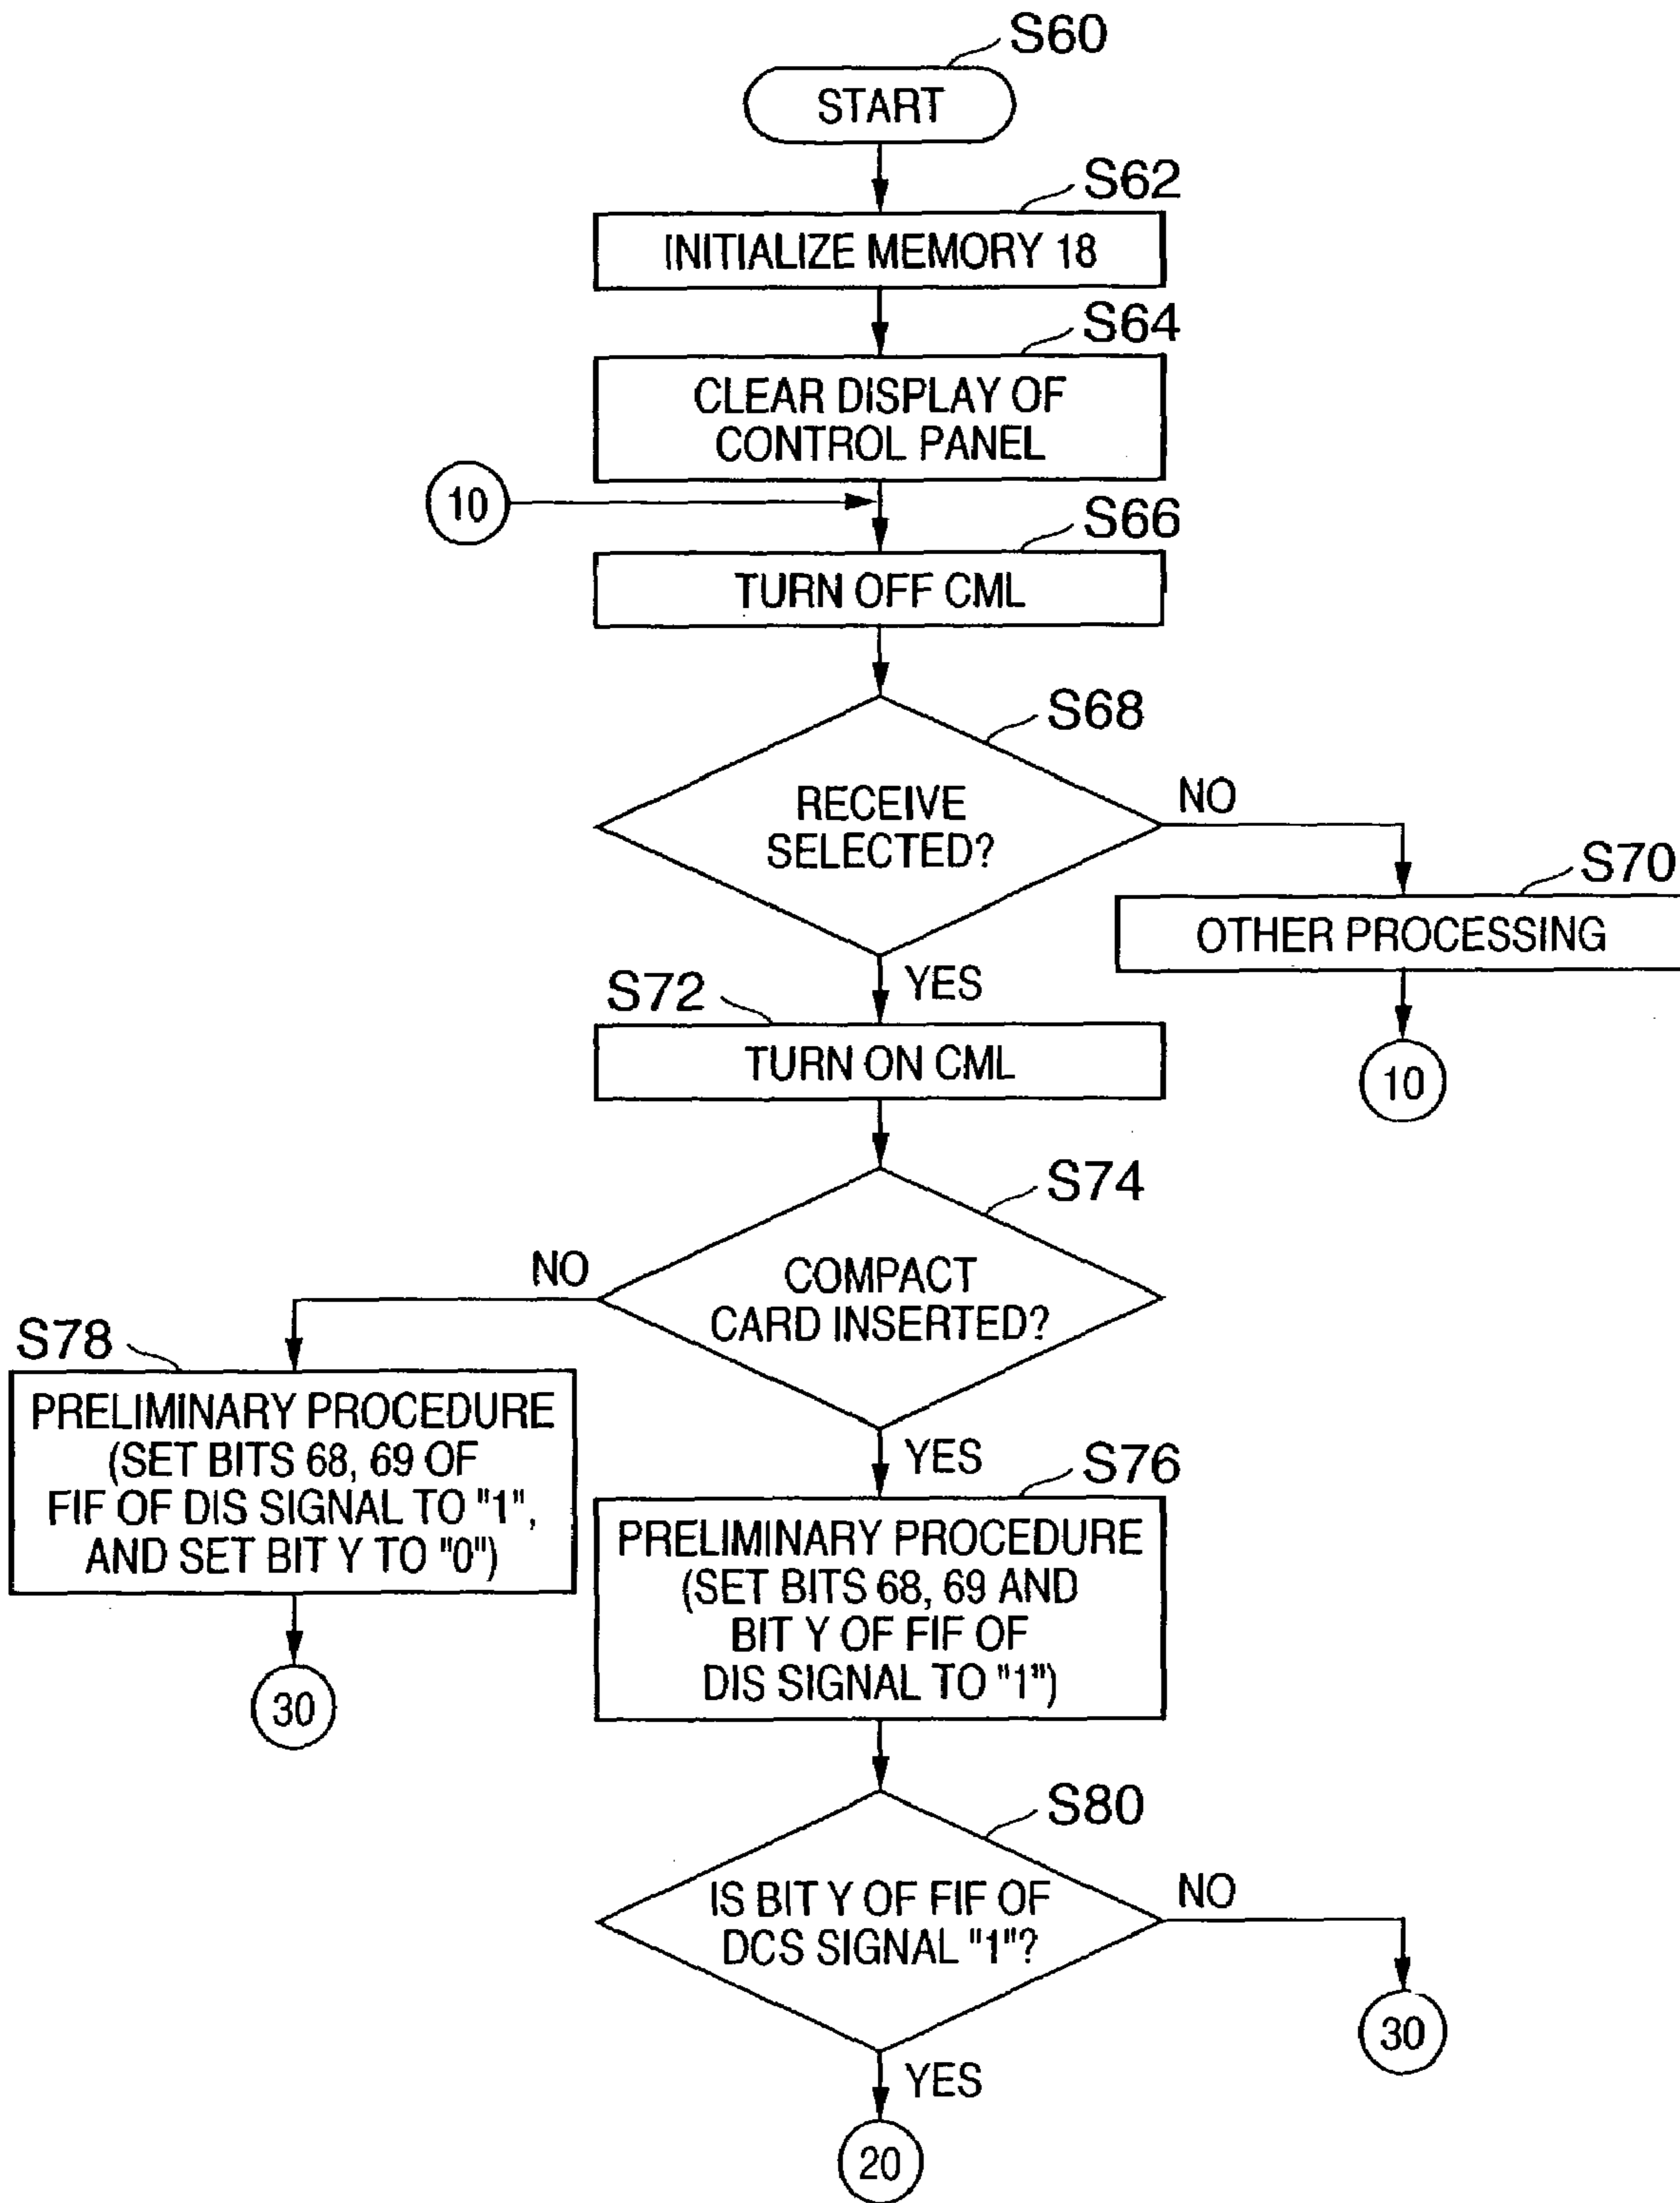 S60
START
S62
INITIALIZE MEMORY 18
S64
CLEAR DISPLAY OF
CONTROL PANEL
10
S66
TURN OFF CML
S68
RECEIVE
SELECTED?
NO
S70
OTHER PROCESSING
10
YES
S72
TURN ON CML
S74
COMPACT
CARD INSERTED?
NO
S78
PRELIMINARY PROCEDURE
(SET BITS 68, 69 OF
FIF OF DIS SIGNAL TO "1",
AND SET BIT Y TO "0")
30
YES
S76
PRELIMINARY PROCEDURE
(SET BITS 68, 69 AND
BIT Y OF FIF OF
DIS SIGNAL TO "1")
S80
IS BIT Y OF FIF OF
DCS SIGNAL "1"?
NO
30
YES
20